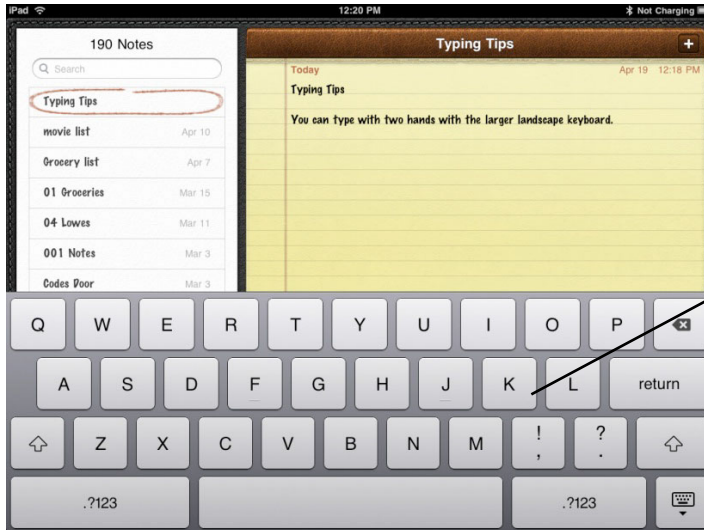 iPad 12:20 PM Not Charging
190 Notes
Typing Tips
Search
Today Apr 19 12:18 PM
Typing Tips
Typing Tips
You can type with two hands with the larger landscape keyboard.
movie list Apr 10
Grocery list Apr 7
01 Groceries Mar 15
04 Lowes Mar 11
001 Notes Mar 3
Codes Door Mar 3
Q W E R T Y U I O P
A S D F G H J K L return
Z X C V B N M ! , ? .
.?123 .?123